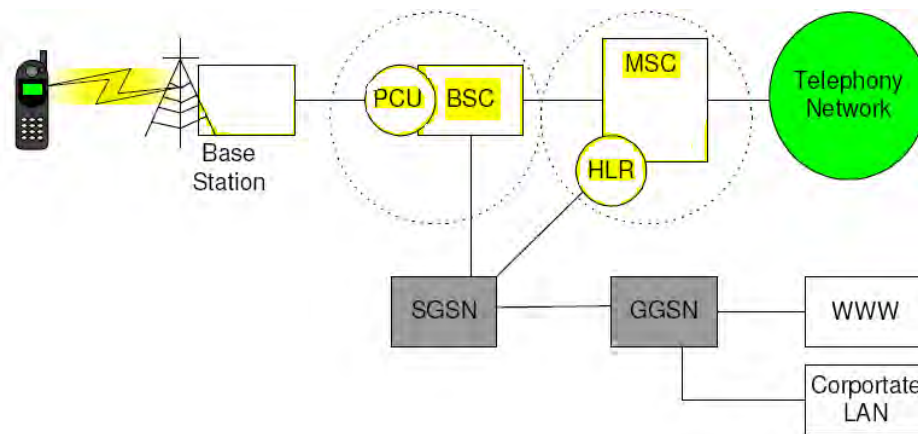 PCU
BSC
MSC
Telephony
Network
Base
Station
HLR
SGSN
GGSN
WWW
Corportate
LAN